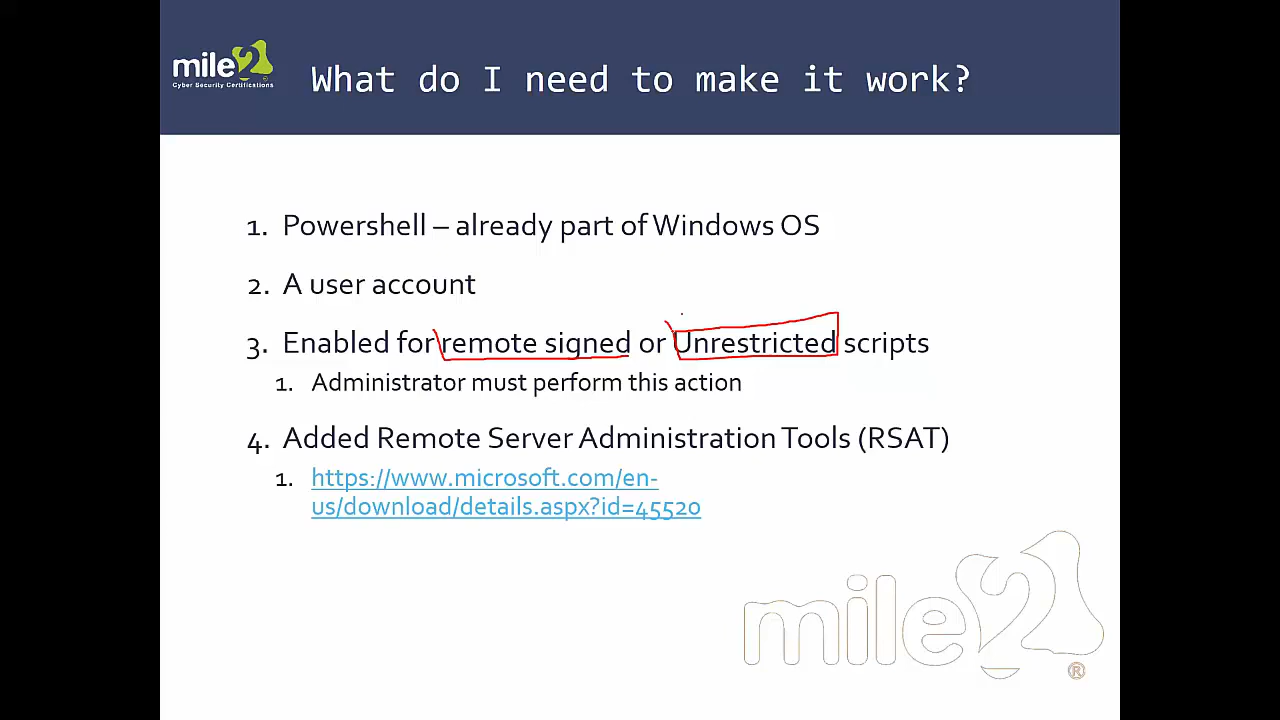 mile2
Cyber Security Certifications
What do I need to make it work?
1. Powershell – already part of Windows OS
2. A user account
3. Enabled for remote signed or Unrestricted scripts
1. Administrator must perform this action
4. Added Remote Server Administration Tools (RSAT)
1. https://www.microsoft.com/en-
us/download/details.aspx?id=45520
mile2
®